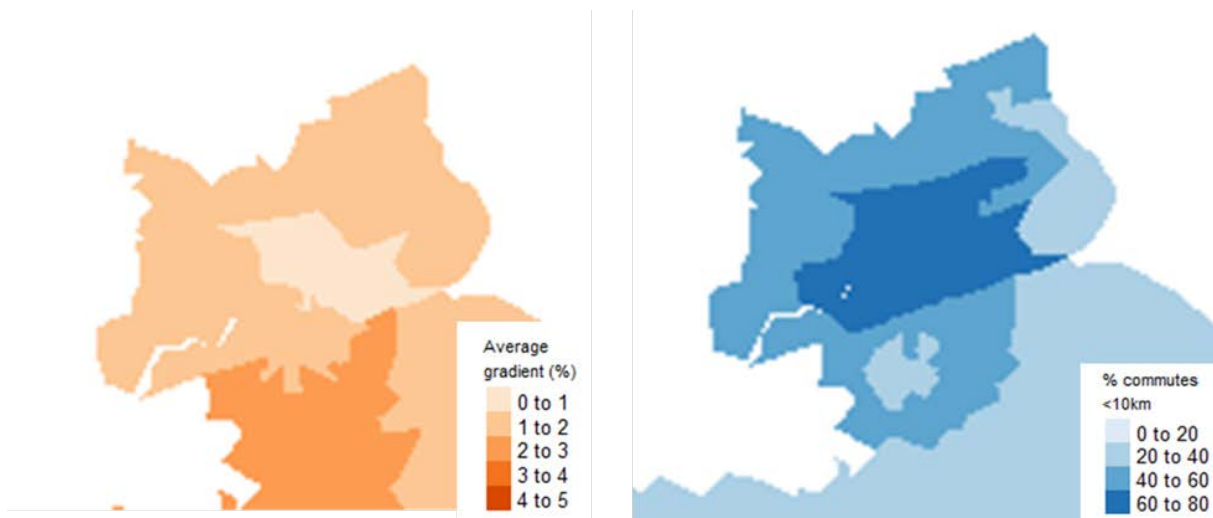 Average
gradient (%)
0 to 1
1 to 2
2 to 3
3 to 4
4 to 5
% commutes
<10km
0 to 20
20 to 40
40 to 60
60 to 80